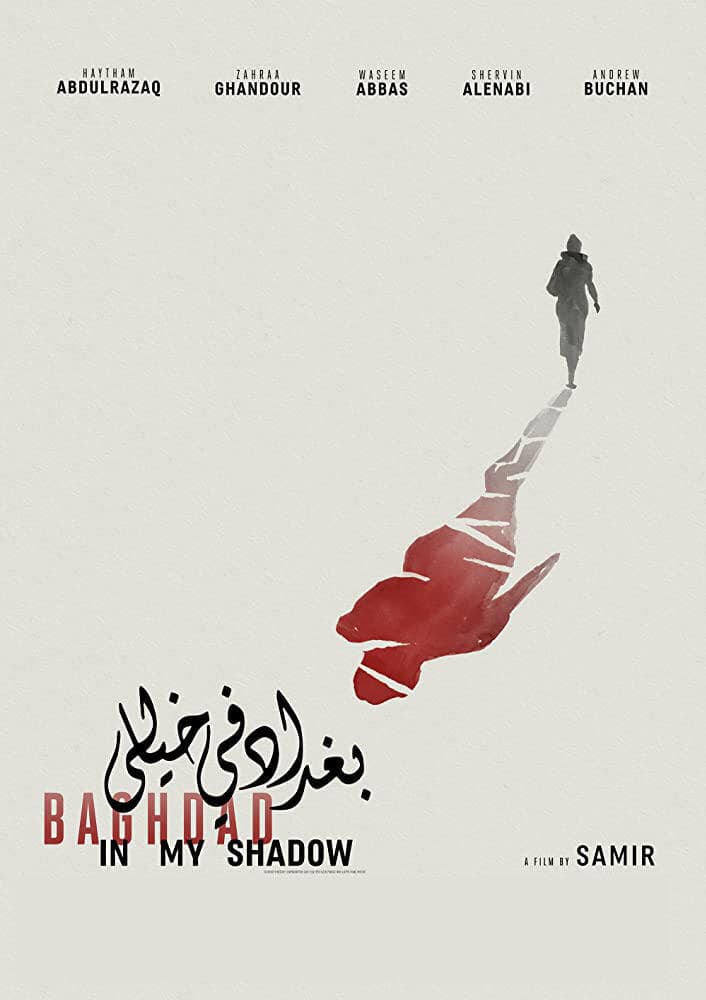 HAYTHAM ABDULRAZAQ
ZAHRAA GHANDOUR
WASEEM ABBAS
SHERVIN ALENABI
ANDREW BUCHAN
بغداد في خيالي
BAGHDAD
IN MY SHADOW
A FILM BY SAMIR